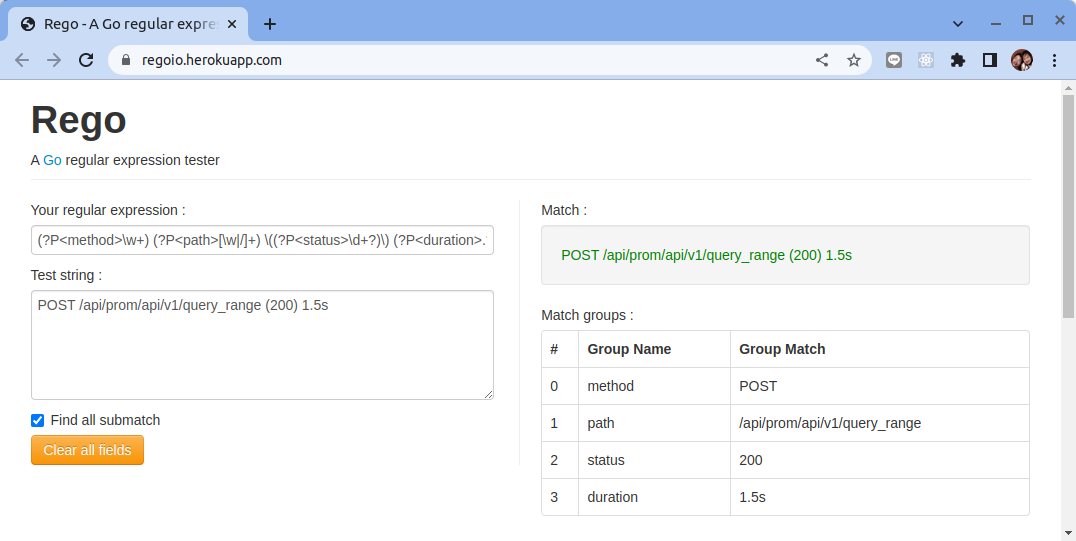 Rego - A Go regular expre
regoio.herokuapp.com
Rego
A Go regular expression tester
Your regular expression :
(?P<method>\w+) (?P<path>[\w|/]+) \((?P<status>\d+?)\) (?P<duration>.
Test string :
POST /api/prom/api/v1/query_range (200) 1.5s
Find all submatch
Clear all fields
Match :
POST /api/prom/api/v1/query_range (200) 1.5s
Match groups :
# Group Name Group Match
0 method POST
1 path /api/prom/api/v1/query_range
2 status 200
3 duration 1.5s